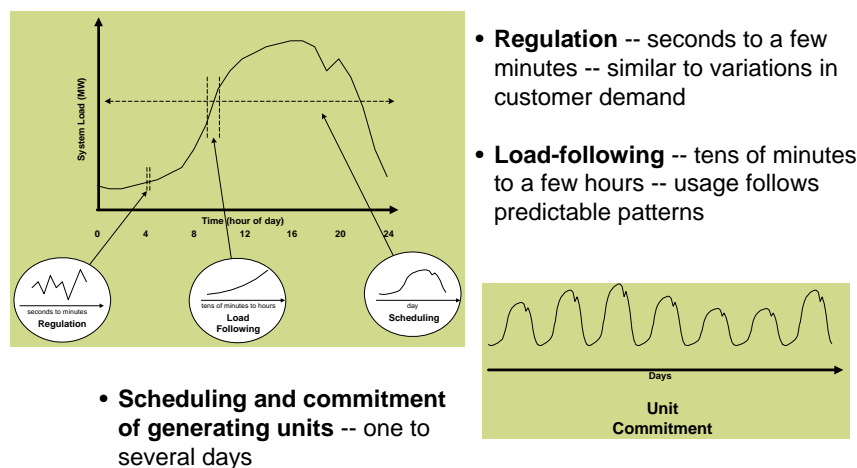 System Load (MW)
Time (hour of day)
0 4 8 12 16 20 24
seconds to minutes
Regulation
tens of minutes to hours
Load
Following
day
Scheduling
• Regulation -- seconds to a few
minutes -- similar to variations in
customer demand
• Load-following -- tens of minutes
to a few hours -- usage follows
predictable patterns
Days
Unit
Commitment
• Scheduling and commitment
of generating units -- one to
several days